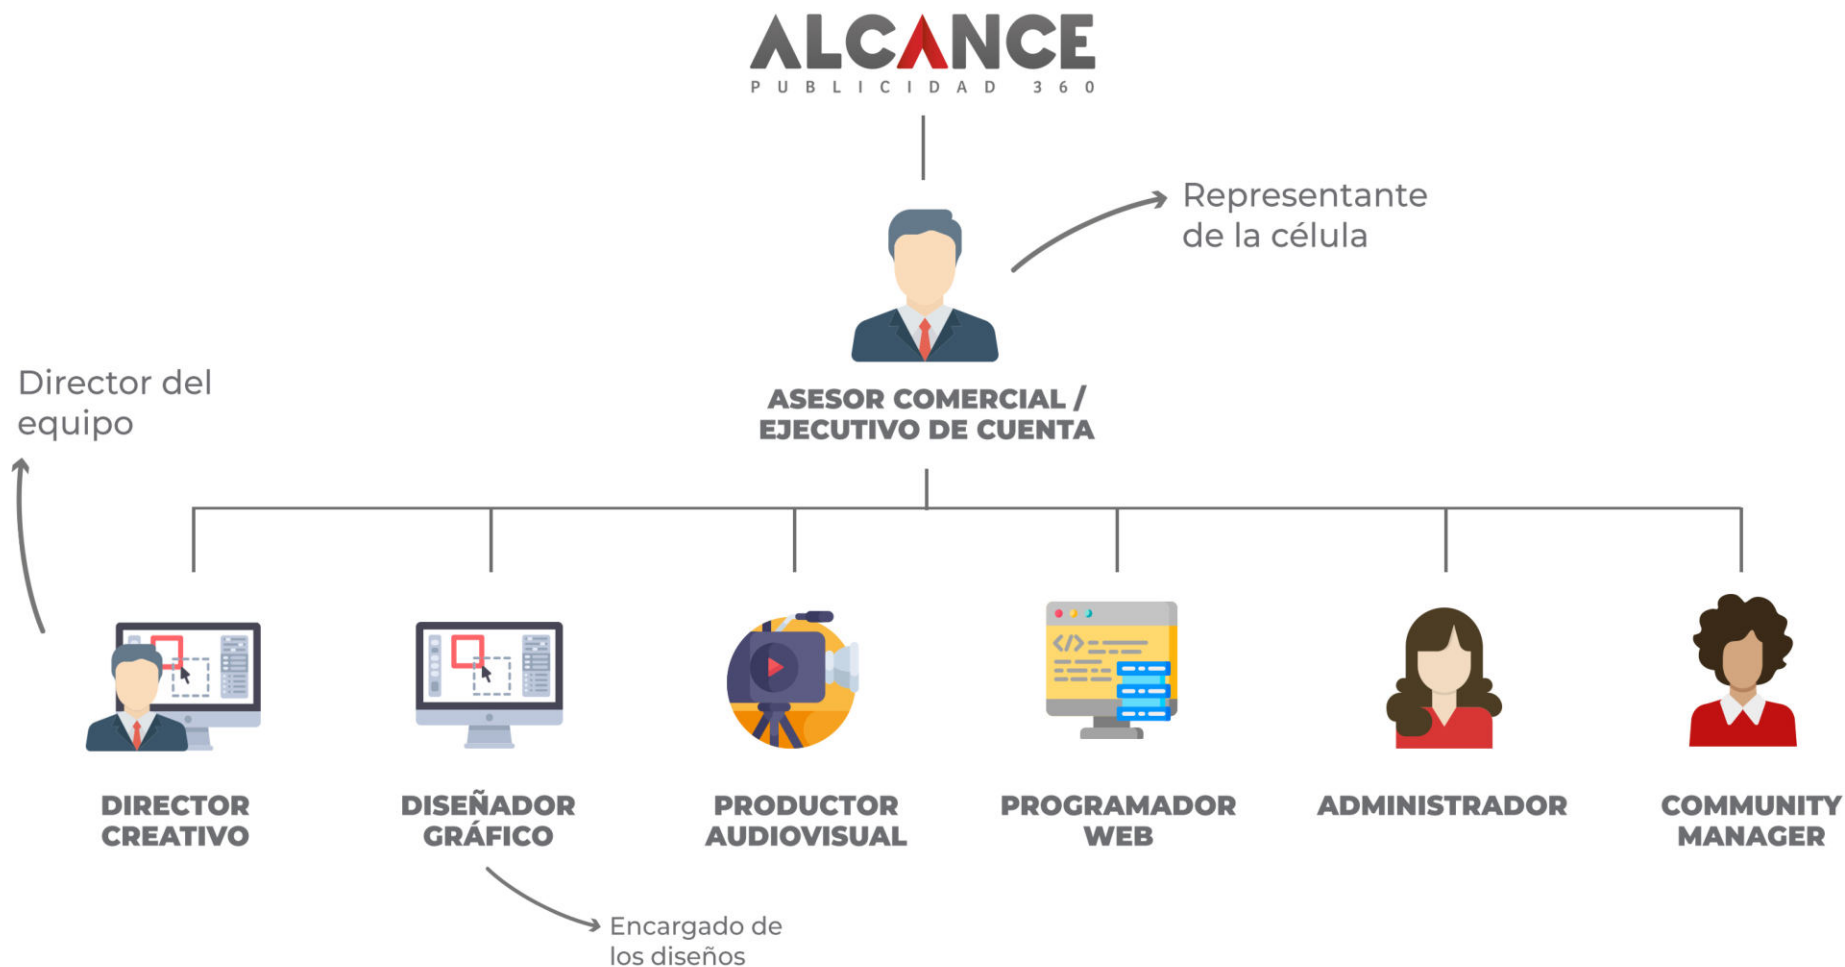 ALCANCE
PUBLICIDAD 360
Representante
de la célula
ASESOR COMERCIAL /
EJECUTIVO DE CUENTA
Director del
equipo
DIRECTOR
CREATIVO
DISEÑADOR
GRÁFICO
PRODUCTOR
AUDIOVISUAL
PROGRAMADOR
WEB
ADMINISTRADOR
COMMUNITY
MANAGER
Encargado de
los diseños